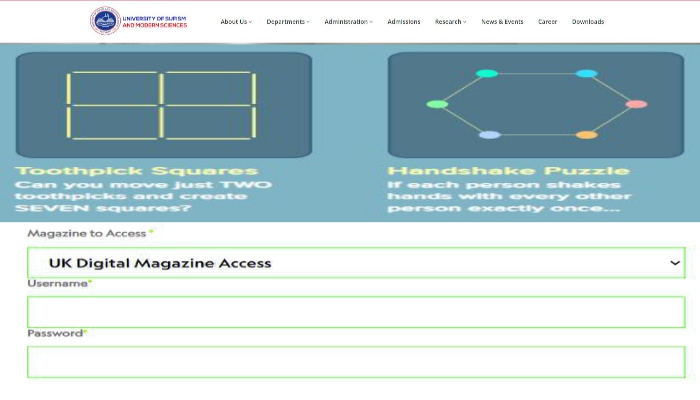 UNIVERSITY OF SUFISM
AND MODERN SCIENCES
About Us
Departments
Administration
Admissions
Research
News & Events
Career
Downloads
Toothpick Squares
Can you move just TWO
toothpicks and create
SEVEN squares?
Handshake Puzzle
If each person shakes
hands with every other
person exactly once...
Magazine to Access *
UK Digital Magazine Access
Username*
Password*